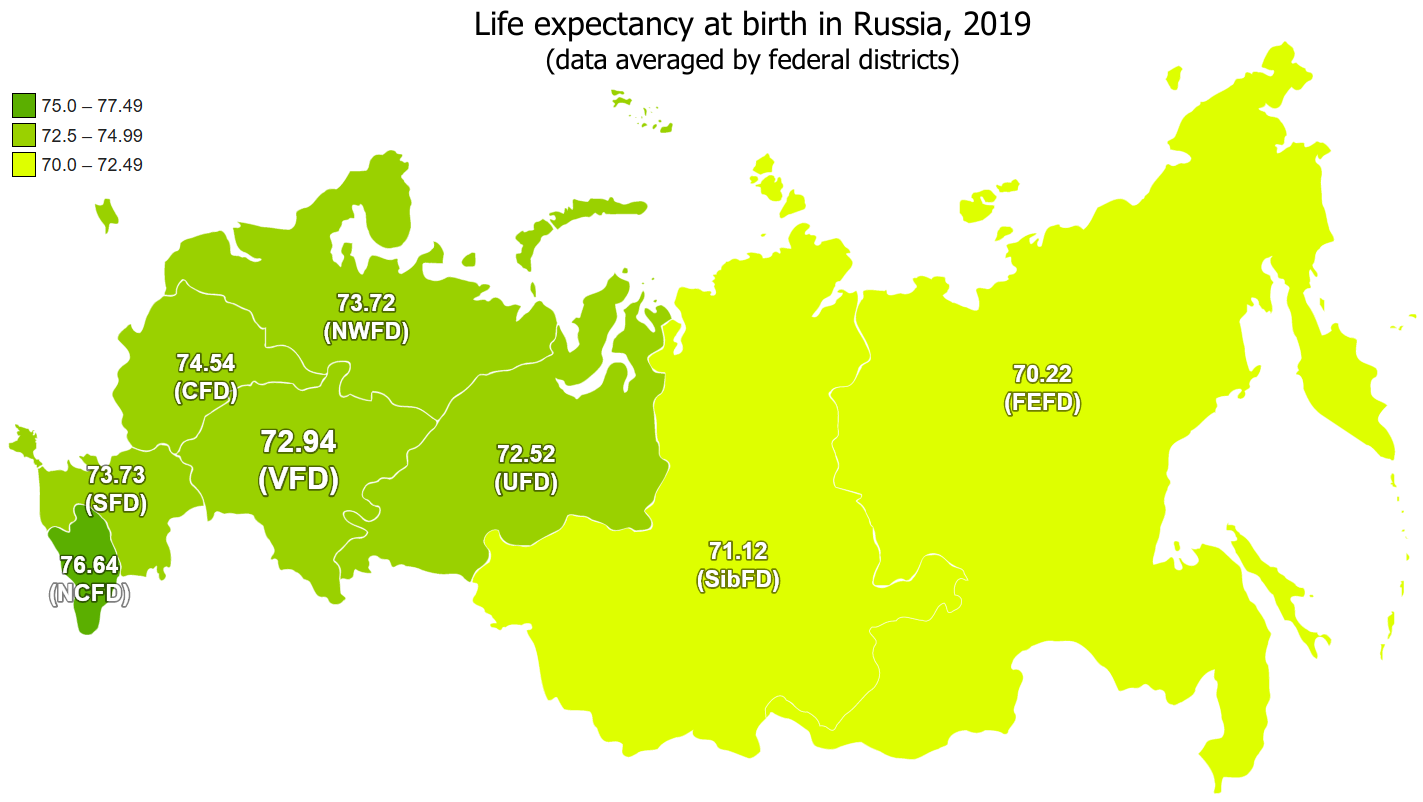 Life expectancy at birth in Russia, 2019
(data averaged by federal districts)
75.0 – 77.49
72.5 – 74.99
70.0 – 72.49
73.72
(NWFD)
74.54
(CFD)
70.22
(FEFD)
72.94
(VFD)
72.52
(UFD)
73.73
(SFD)
71.12
(SibFD)
76.64
(NCFD)